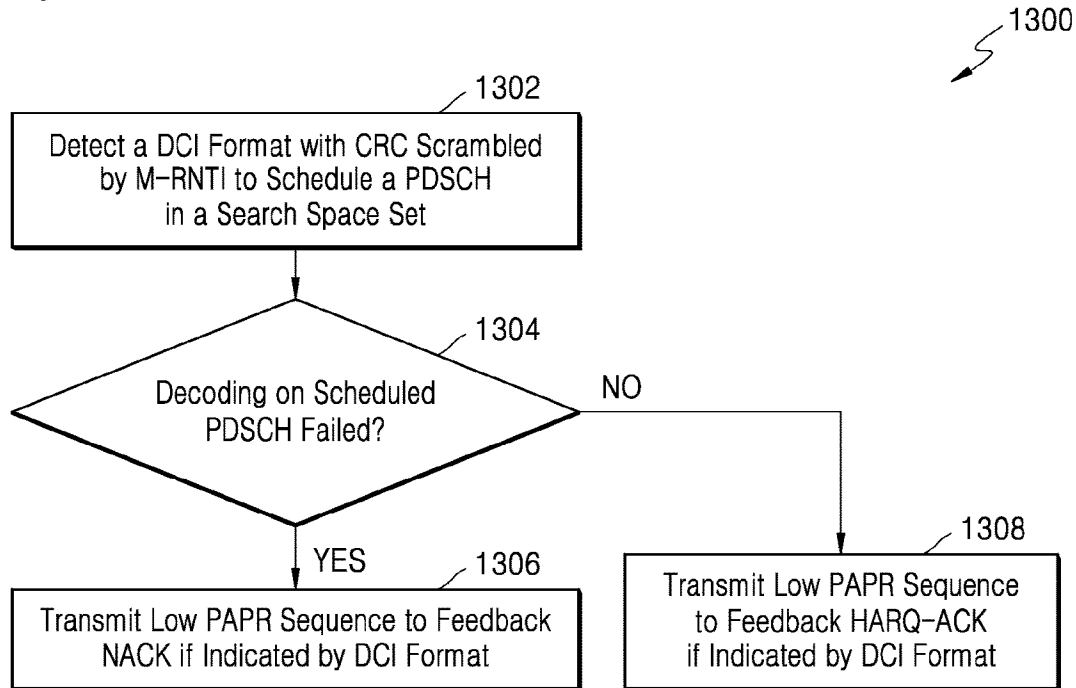 1300
1302
Detect a DCI Format with CRC Scrambled
by M-RNTI to Schedule a PDSCH
in a Search Space Set
1304
Decoding on Scheduled
PDSCH Failed?
NO
YES
1306
Transmit Low PAPR Sequence to Feedback
NACK if Indicated by DCI Format
1308
Transmit Low PAPR Sequence
to Feedback HARQ-ACK
if Indicated by DCI Format